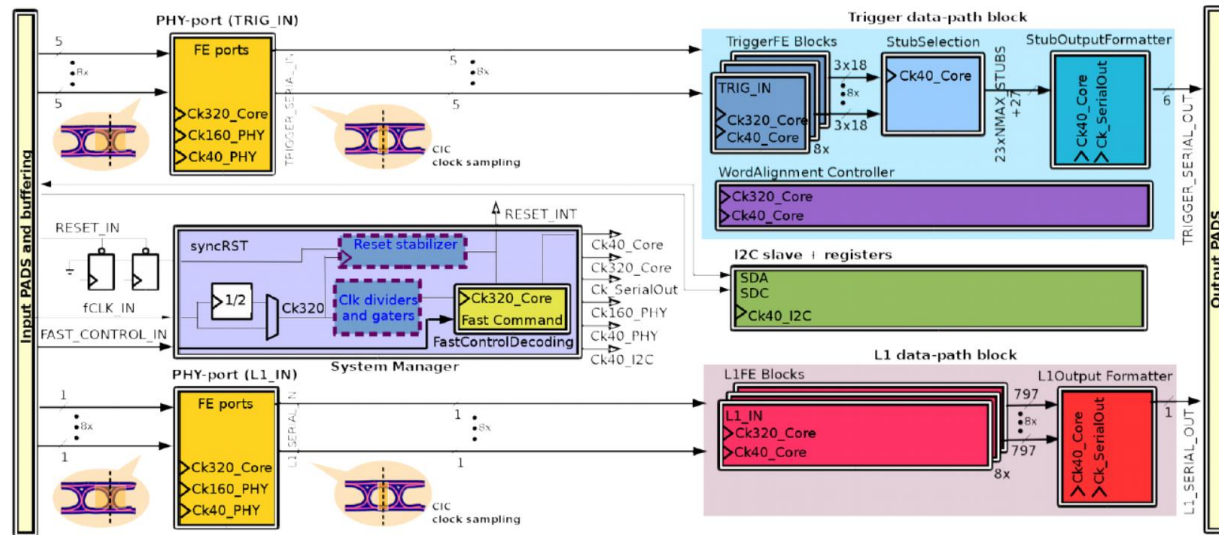 PHY-port (TRIG_IN)
Trigger data-path block
5
8x
5
FE ports
Ck320_Core
Ck160_PHY
Ck40_PHY
TRIGGER_SERIAL_IN
5
8x
5
CIC
clock sampling
TriggerFE Blocks
TRIG_IN
Ck320_Core
Ck40_Core
8x
3x18
8x
3x18
StubSelection
Ck40_Core
23xNMAX_STUBS
+27
StubOutputFormatter
Ck40_Core
Ck_SerialOut
6
TRIGGER_SERIAL_OUT
WordAlignment Controller
Ck320_Core
Ck40_Core
Input PADS and buffering
Output PADS
RESET_IN
fCLK_IN
FAST_CONTROL_IN
syncRST
Reset stabilizer
1/2
Ck320
Clk dividers
and gaters
Ck320_Core
Fast Command
FastControlDecoding
System Manager
RESET_INT
Ck40_Core
Ck320_Core
Ck_SerialOut
Ck160_PHY
Ck40_PHY
Ck40_I2C
I2C slave + registers
SDA
SDC
Ck40_I2C
PHY-port (L1_IN)
L1 data-path block
1
8x
1
FE ports
Ck320_Core
Ck160_PHY
Ck40_PHY
L1_SERIAL_IN
1
8x
1
CIC
clock sampling
L1FE Blocks
L1_IN
Ck320_Core
Ck40_Core
8x
797
8x
797
L1Output Formatter
Ck40_Core
Ck_SerialOut
1
L1_SERIAL_OUT